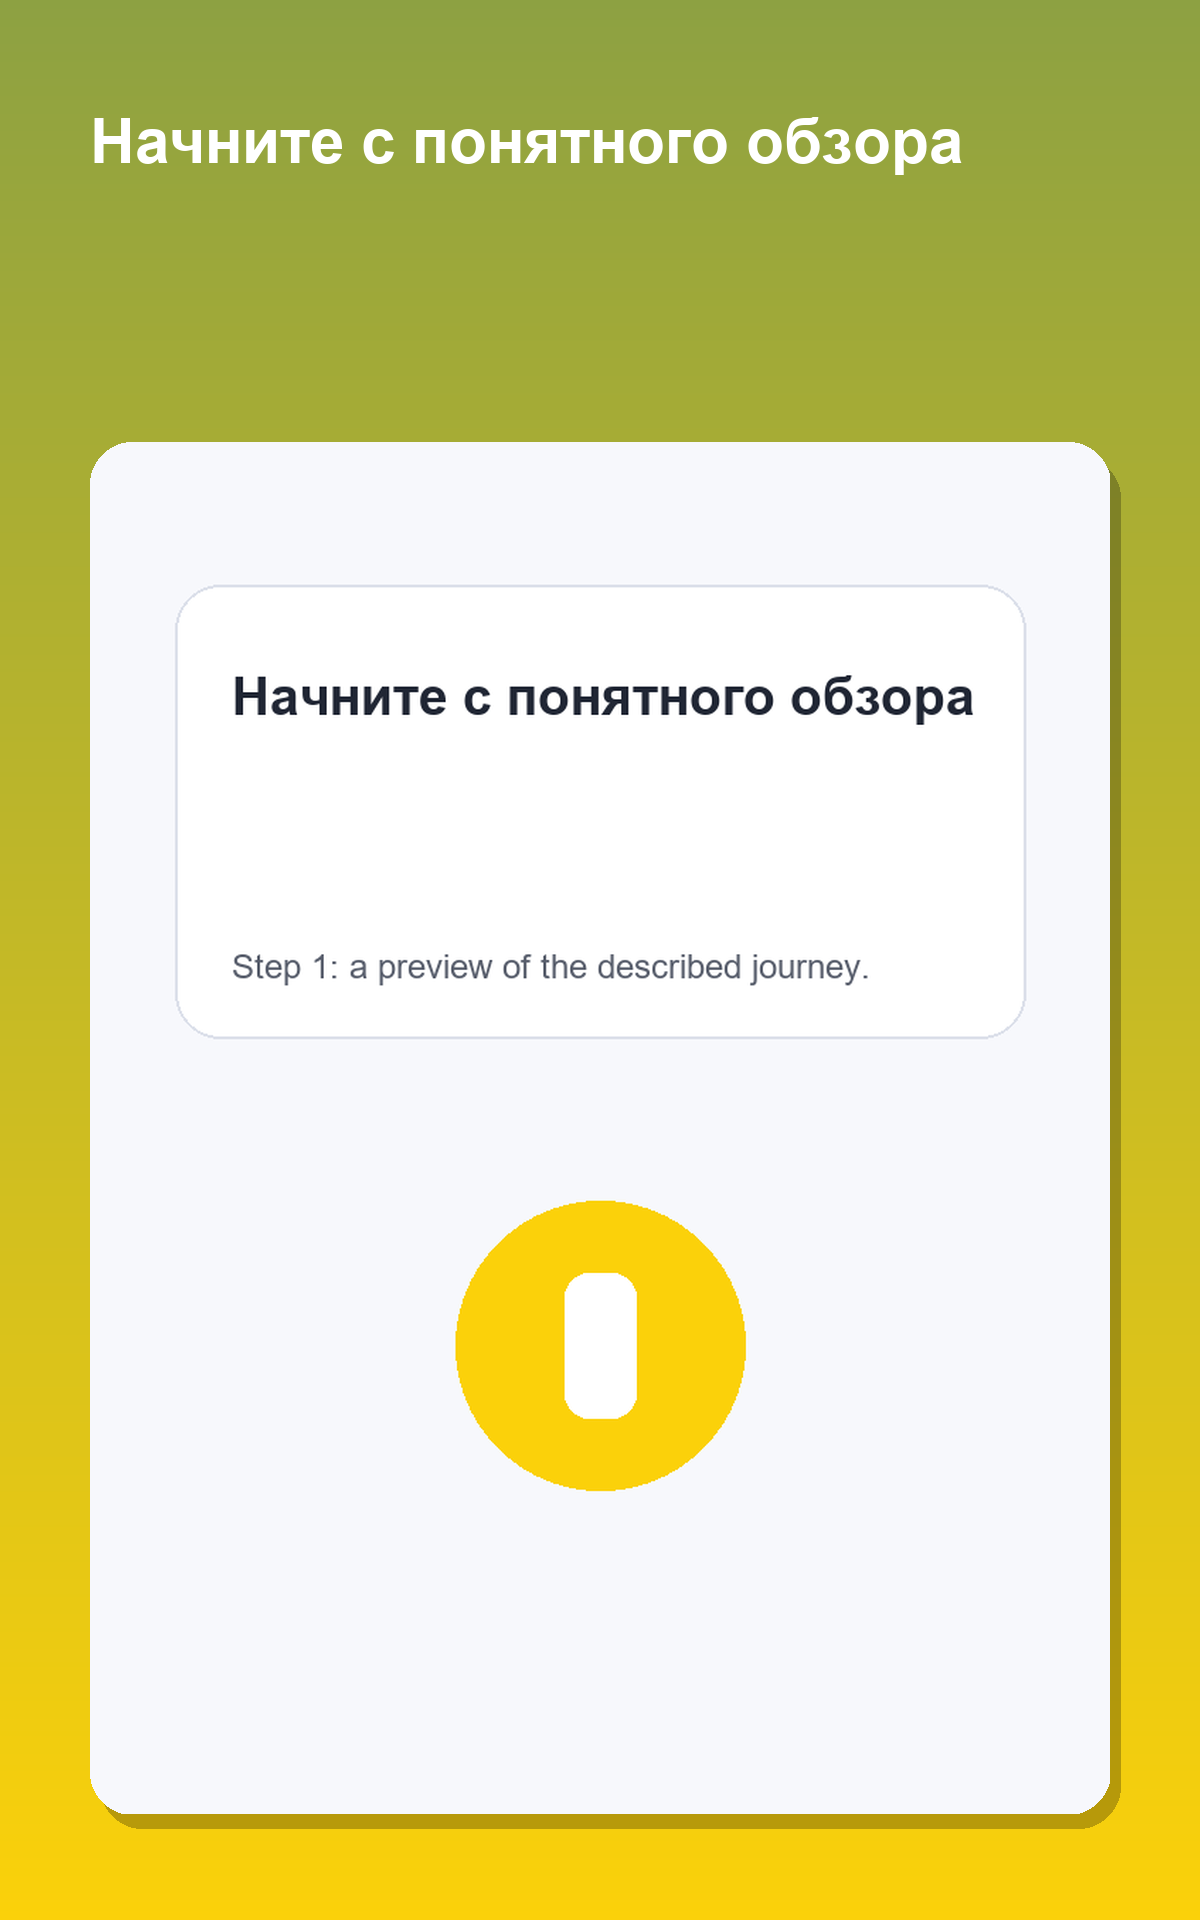 Начните с понятного обзора
Начните с понятного обзора
Step 1: a preview of the described journey.